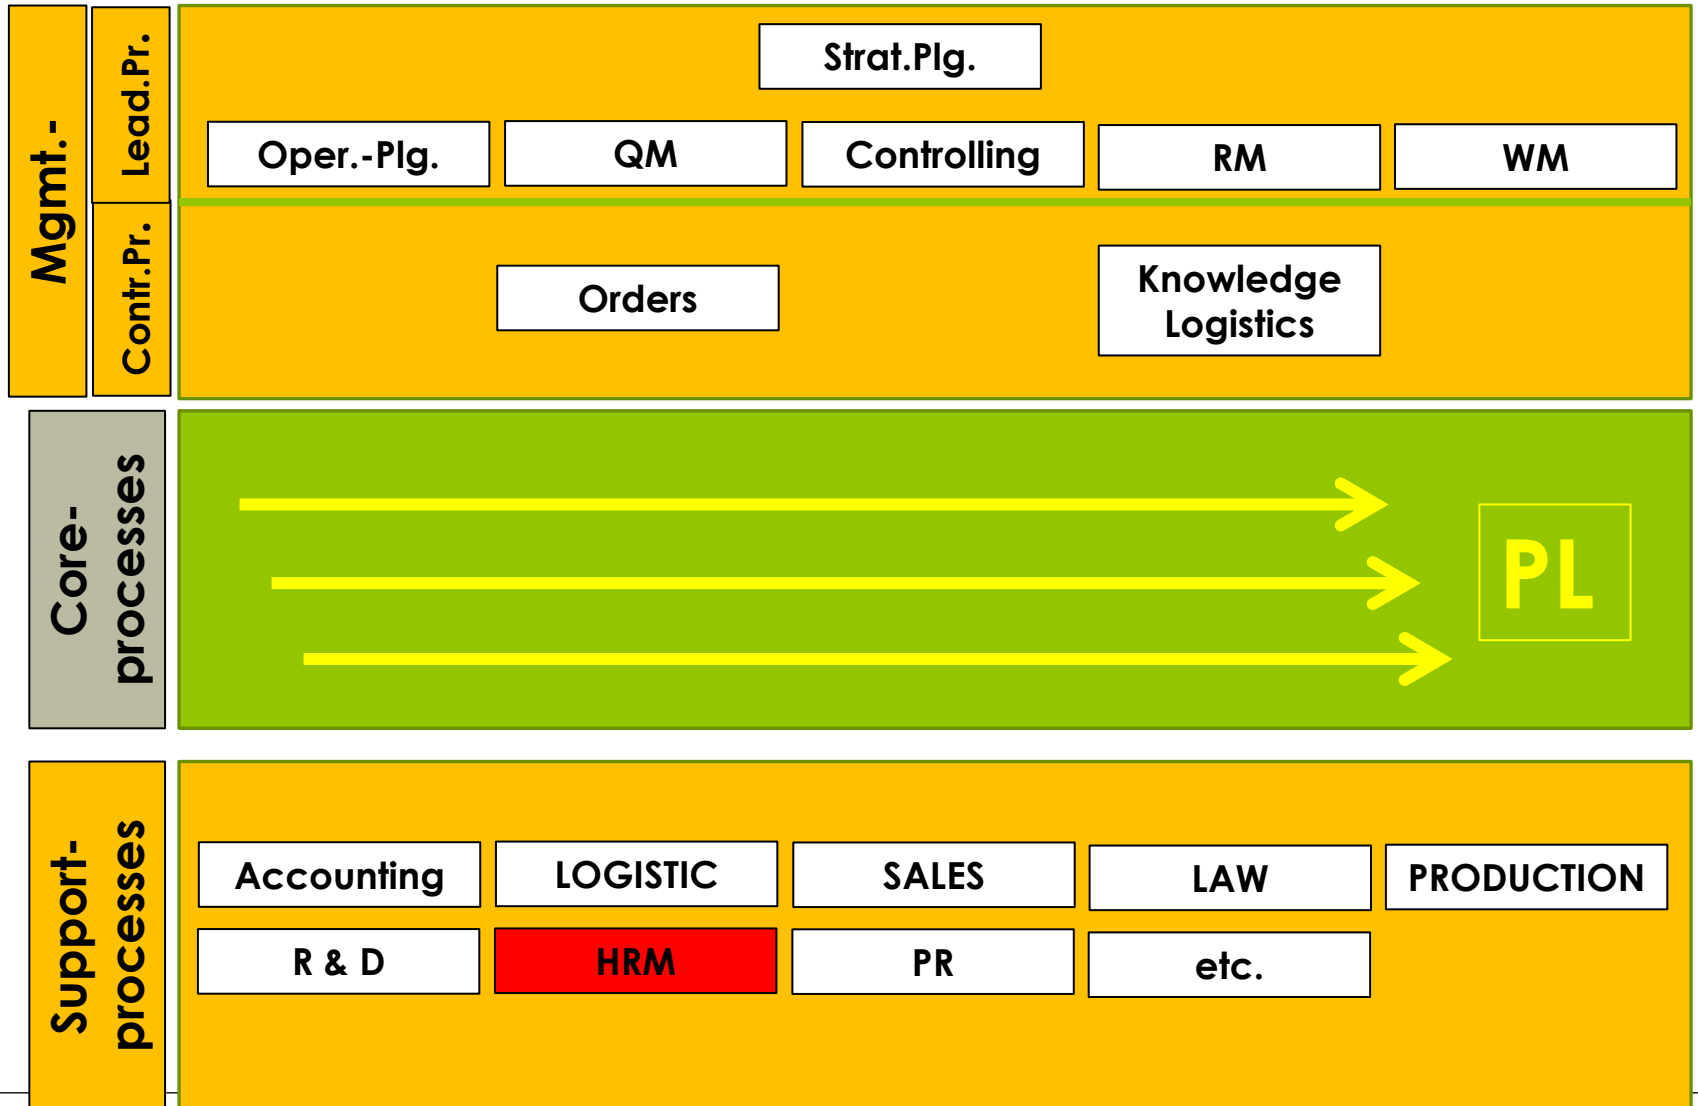 Mgmt.-
Lead.Pr.
Strat.Plg.
Oper.-Plg.
QM
Controlling
RM
WM
Contr.Pr.
Orders
Knowledge
Logistics
Core-
processes
PL
Support-
processes
Accounting
LOGISTIC
SALES
LAW
PRODUCTION
R & D
HRM
PR
etc.